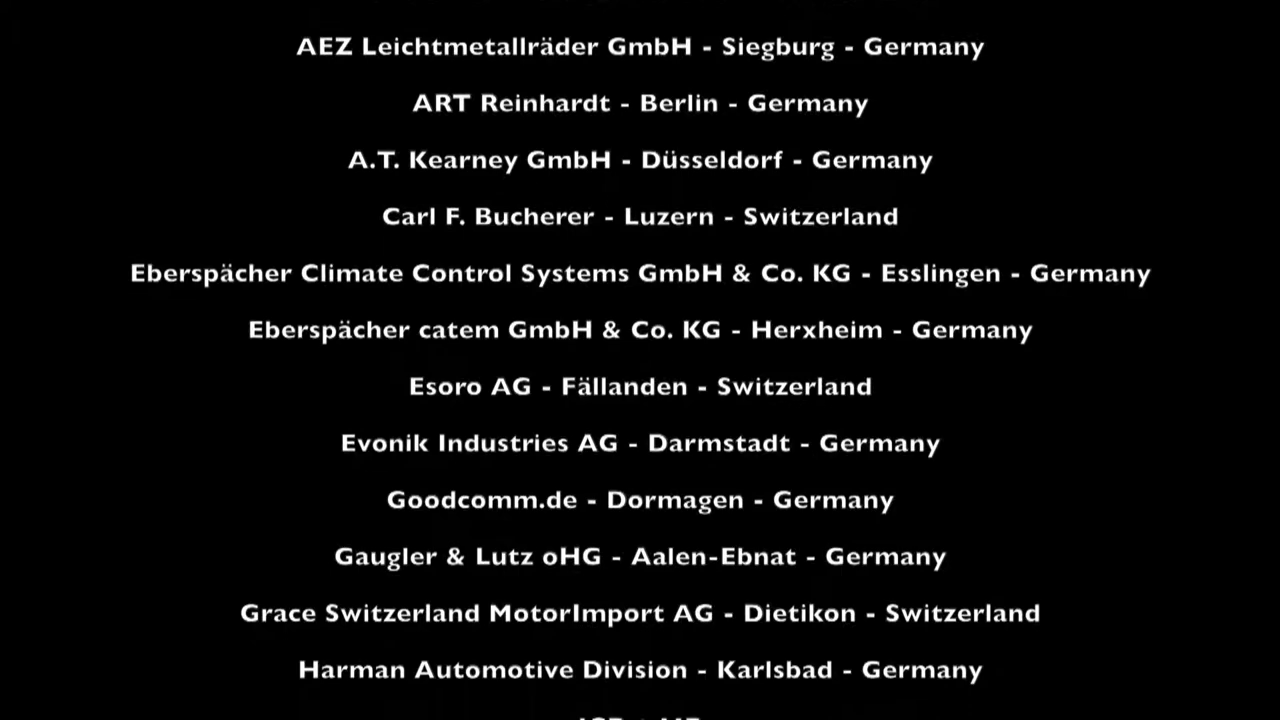 AEZ Leichtmetallräder GmbH - Siegburg - Germany
ART Reinhardt - Berlin - Germany
A.T. Kearney GmbH - Düsseldorf - Germany
Carl F. Bucherer - Luzern - Switzerland
Eberspächer Climate Control Systems GmbH & Co. KG - Esslingen - Germany
Eberspächer catem GmbH & Co. KG - Herxheim - Germany
Esoro AG - Fällanden - Switzerland
Evonik Industries AG - Darmstadt - Germany
Goodcomm.de - Dormagen - Germany
Gaugler & Lutz oHG - Aalen-Ebnat - Germany
Grace Switzerland MotorImport AG - Dietikon - Switzerland
Harman Automotive Division - Karlsbad - Germany